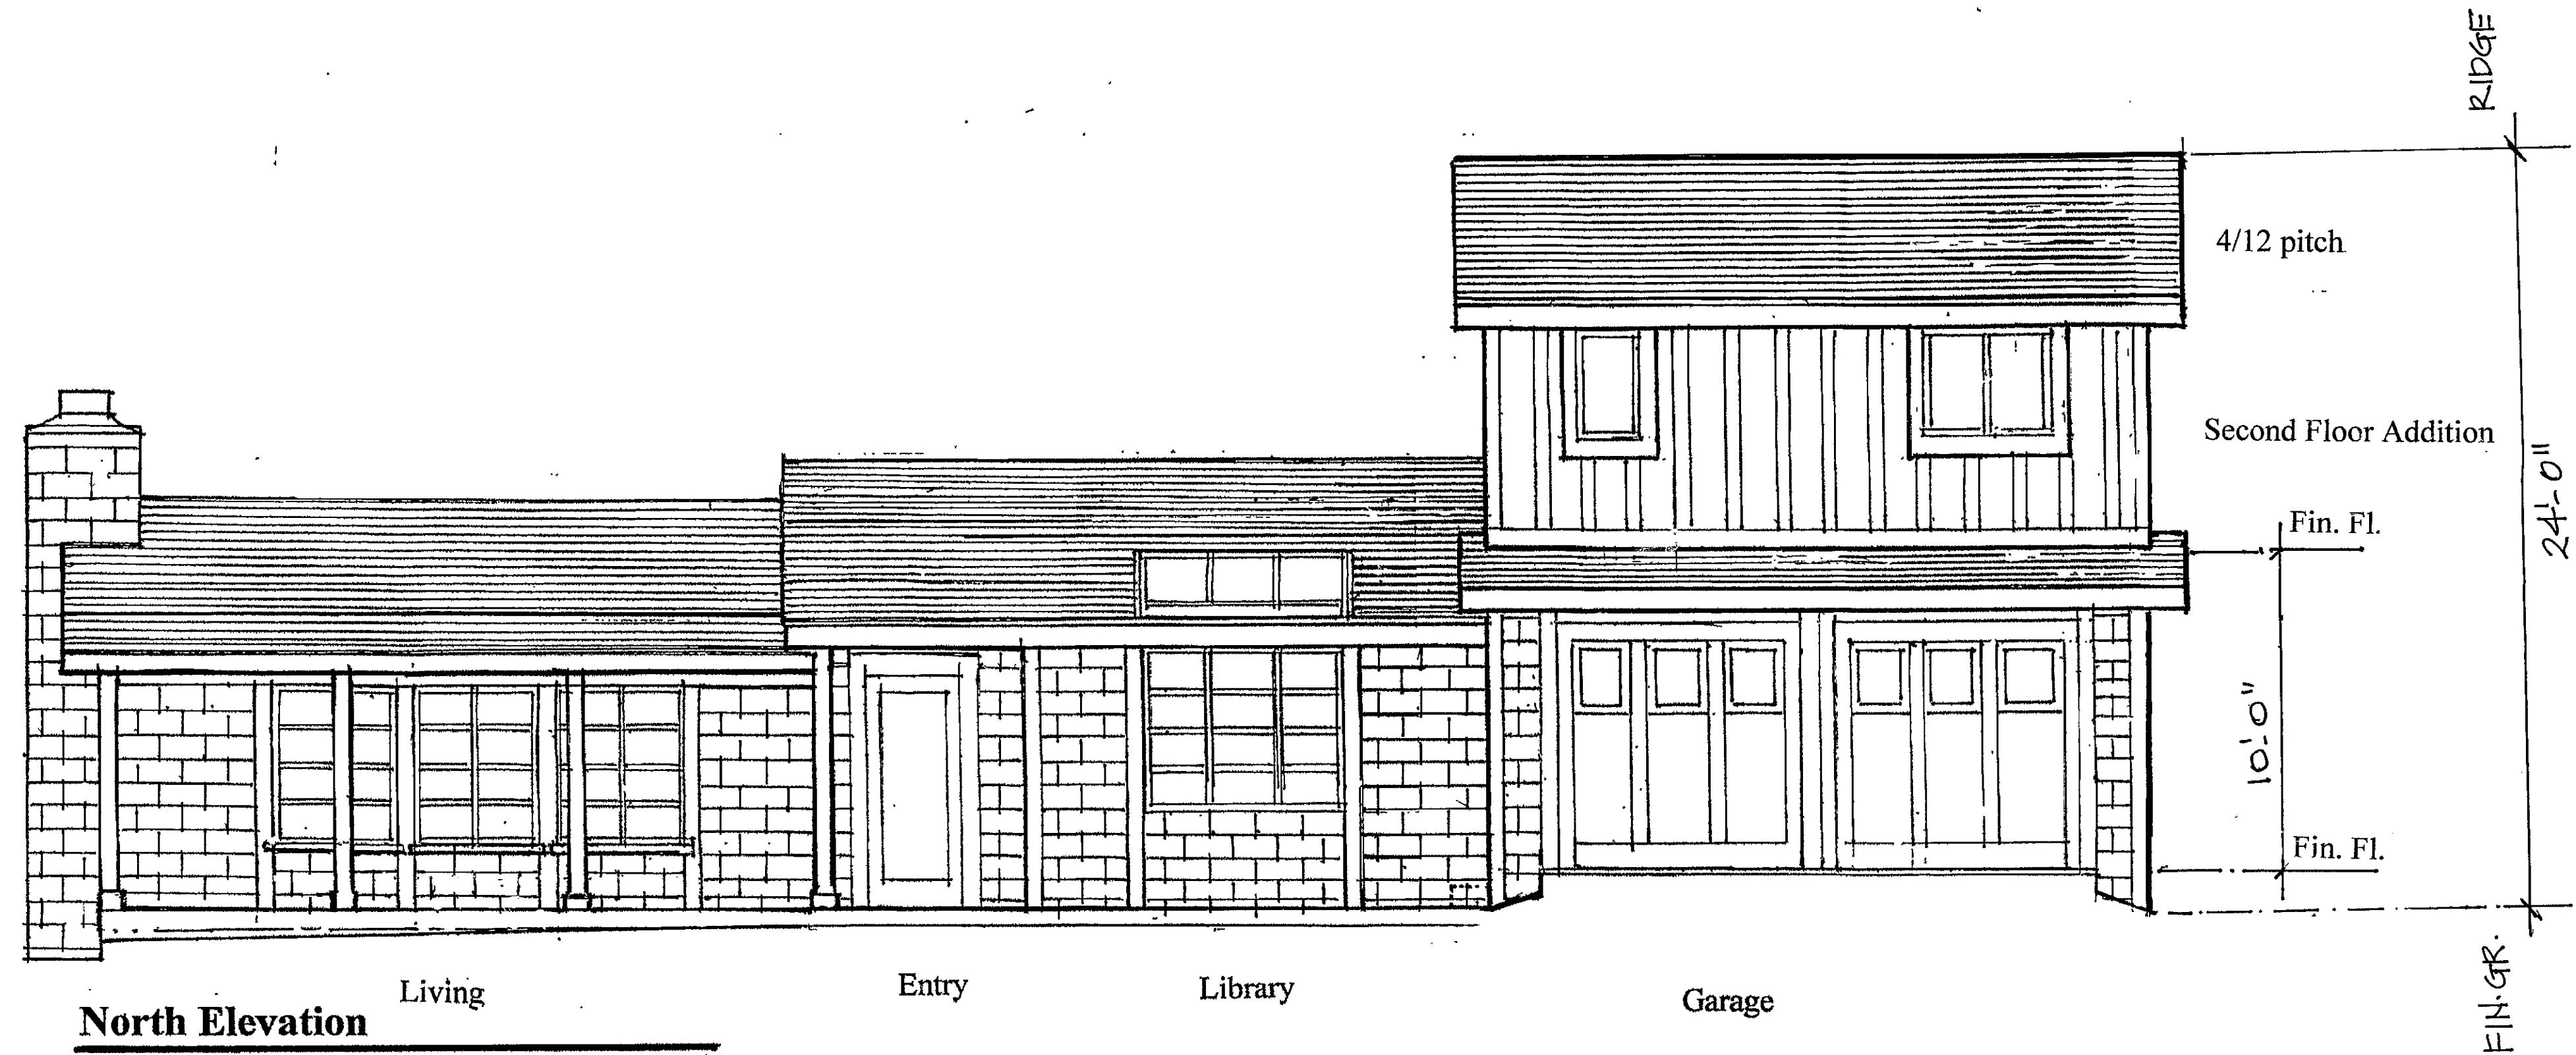 RIDGE
4/12 pitch
Second Floor Addition
24'-0"
Fin. Fl.
10'-0"
Fin. Fl.
FIN. GR.
Living
Entry
Library
Garage
North Elevation